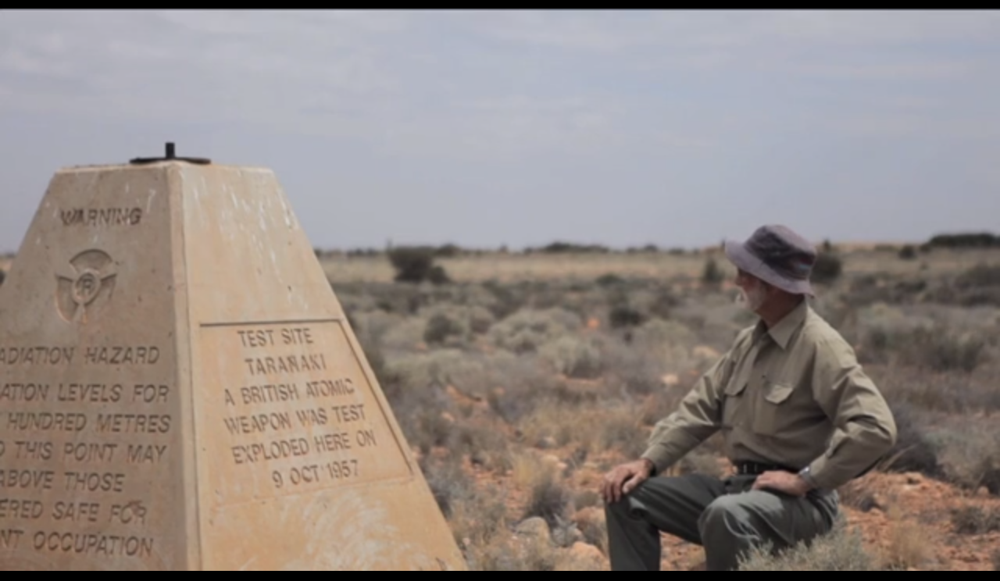 WARNING
R
ADIATION HAZARD
ATION LEVELS FOR
HUNDRED METRES
D THIS POINT MAY
ABOVE THOSE
ERED SAFE FOR
NT OCCUPATION
TEST SITE
TARANAKI
A BRITISH ATOMIC
WEAPON WAS TEST
EXPLODED HERE ON
9 OCT 1957